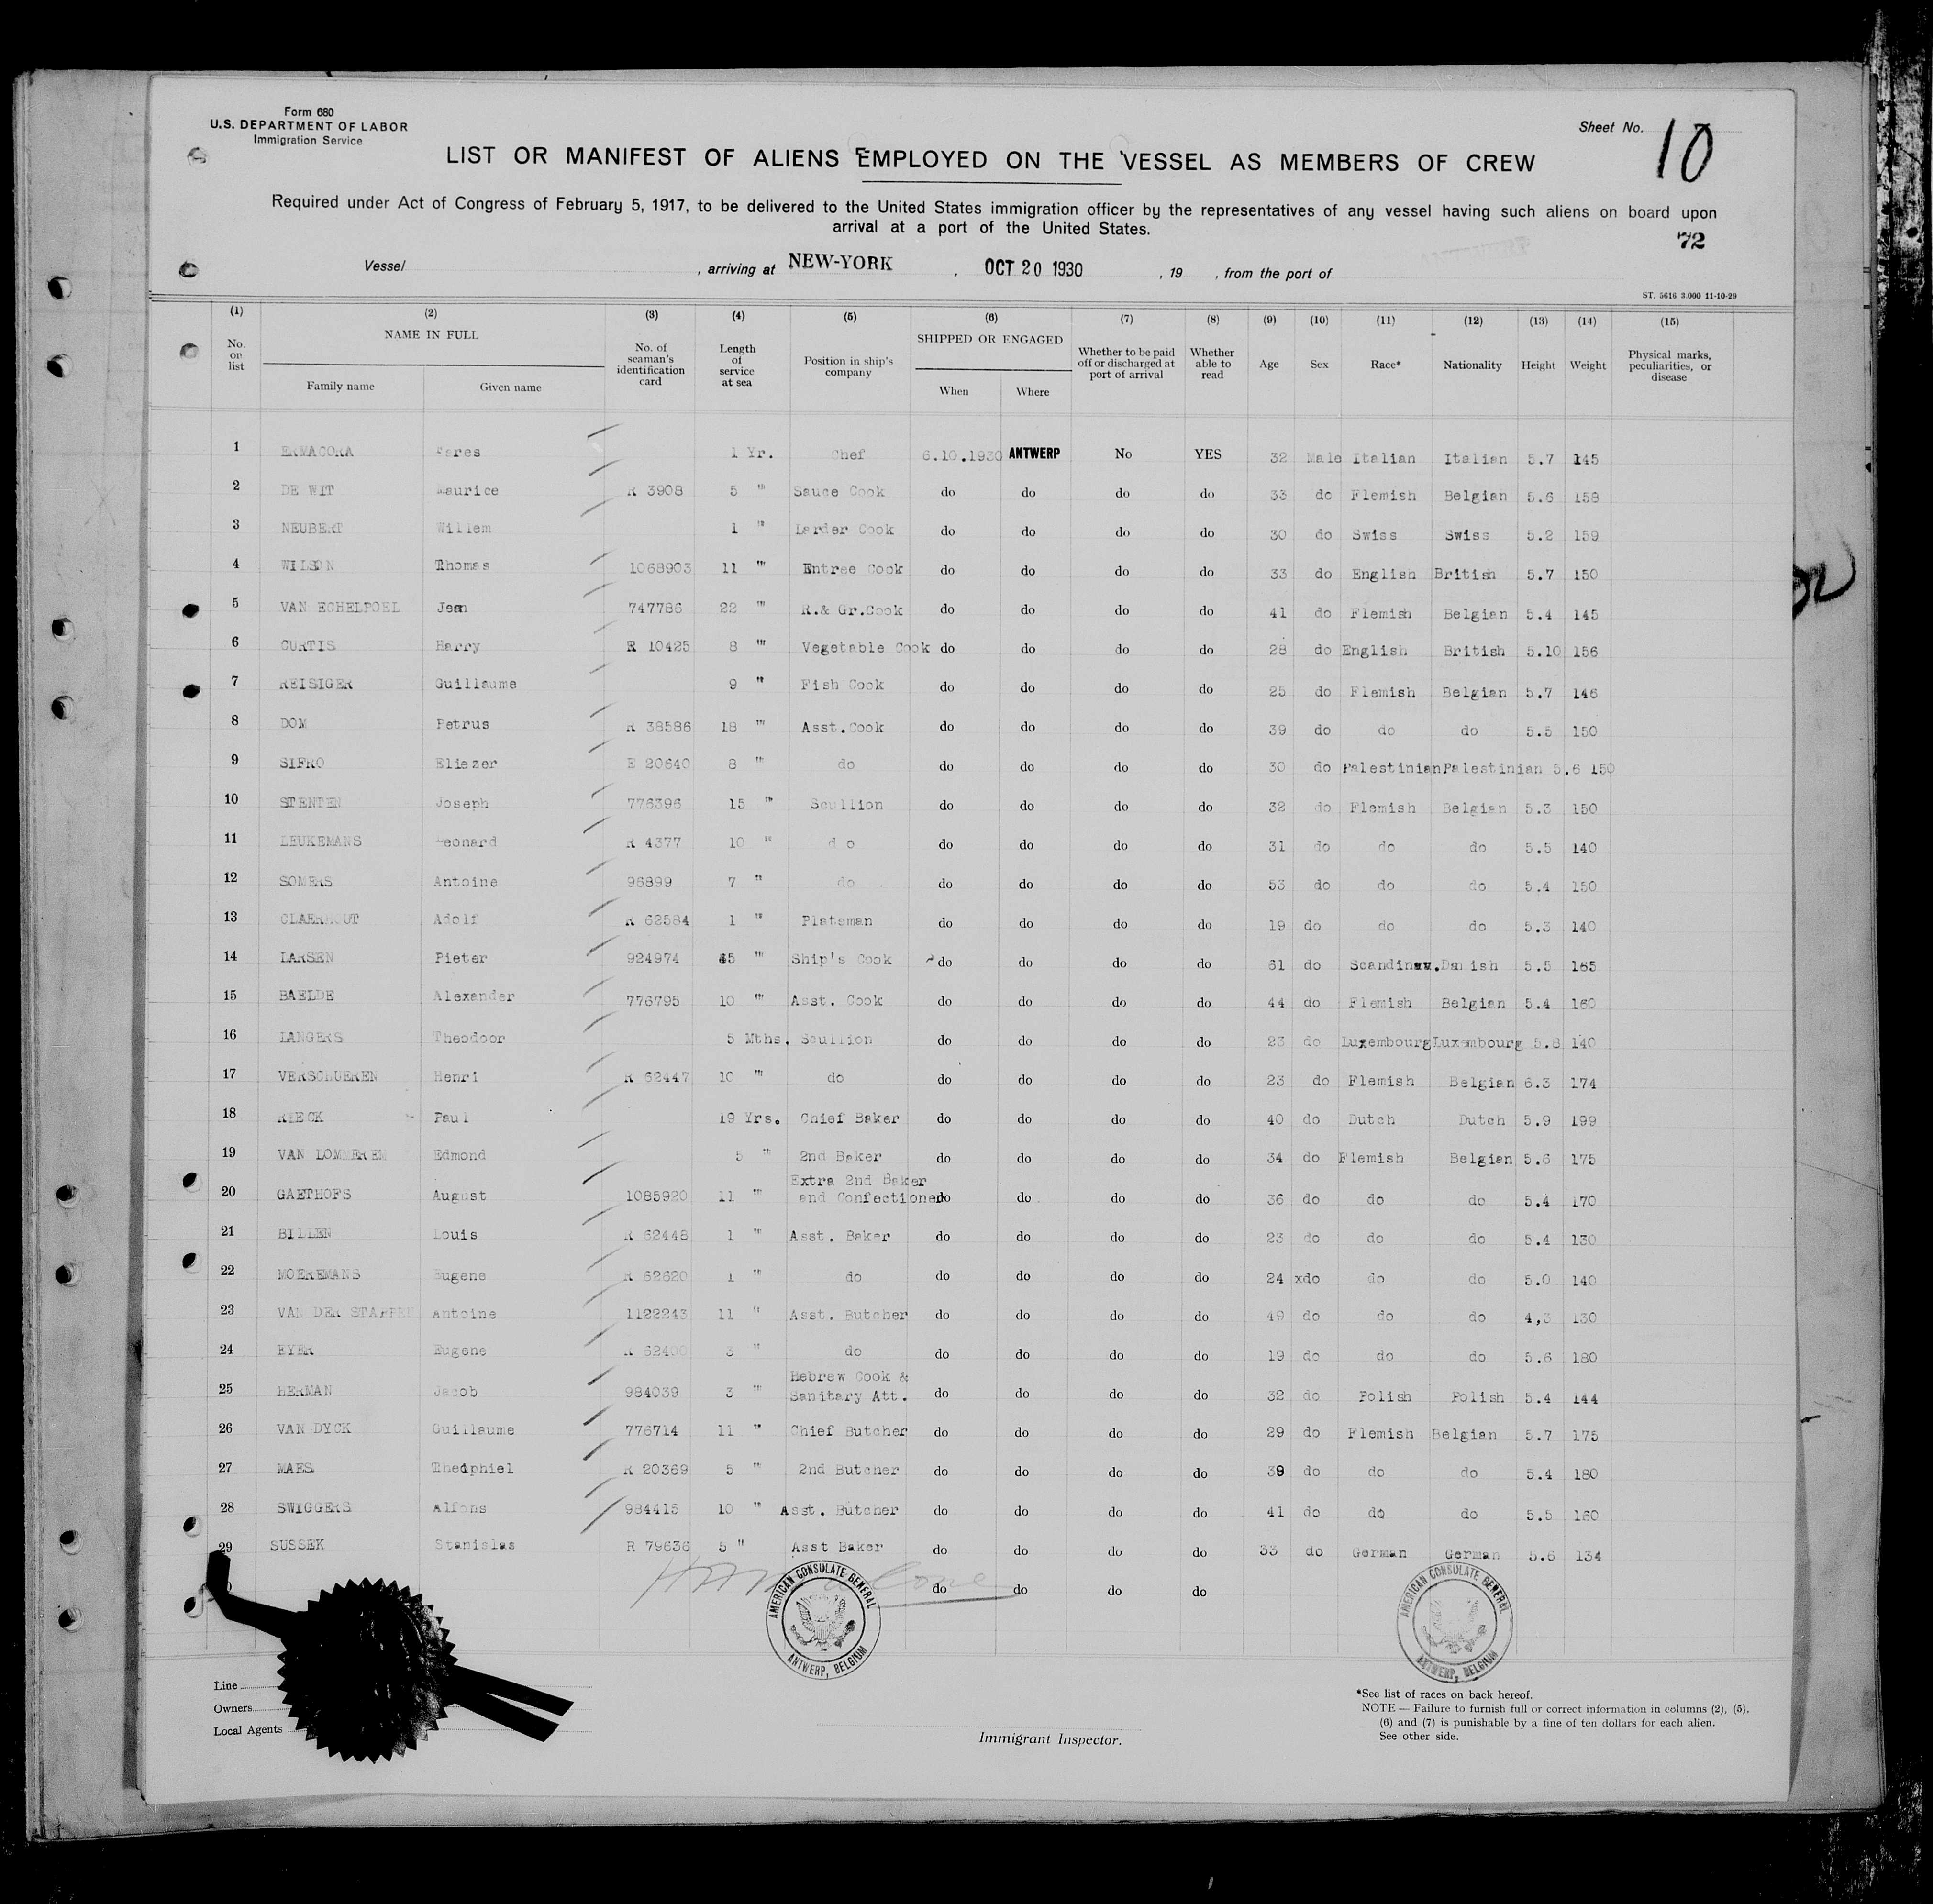 Form 680
U.S. DEPARTMENT OF LABOR
Immigration Service
Sheet No. 10
LIST OR MANIFEST OF ALIENS EMPLOYED ON THE VESSEL AS MEMBERS OF CREW
Required under Act of Congress of February 5, 1917, to be delivered to the United States immigration officer by the representatives of any vessel having such aliens on board upon
arrival at a port of the United States.
72
Vessel , arriving at NEW-YORK , OCT 20 1930 , 19 , from the port of
ST. 5616 3.000 11-10-29
(1) (2) (3) (4) (5) (6) (7) (8) (9) (10) (11) (12) (13) (14) (15)
No. on list NAME IN FULL Family name Given name No. of seaman's identification card Length of service at sea Position in ship's company SHIPPED OR ENGAGED When Where Whether to be paid off or discharged at port of arrival Whether able to read Age Sex Race* Nationality Height Weight Physical marks, peculiarities, or disease
1 ERMACORA 1 Yr. Chef 6.10.1930 ANTWERP No YES 32 Male Italian Italian 5.7 145
2 DE WIT Maurice R 3908 5 " Sauce Cook do do do do 33 do Flemish Belgian 5.6 158
3 NEUBERT Willem 1 " Larder Cook do do do do 30 do Swiss Swiss 5.2 159
4 WILSON Thomas 1068903 11 " Entree Cook do do do do 33 do English British 5.7 150
5 VAN ECHELPOEL Jean 747786 22 " R.& Gr.Cook do do do do 41 do Flemish Belgian 5.4 145
6 CURTIS Harry R 10425 8 " Vegetable Cook do do do do 28 do English British 5.10 156
7 REISIGER Guillaume 9 " Fish Cook do do do do 25 do Flemish Belgian 5.7 146
8 DOM Petrus R 38586 18 " Asst.Cook do do do do 39 do do do 5.5 150
9 SIFRO Eliezer E 20640 8 " do do do do do 30 do Palestinian Palestinian 5.6 150
10 STENTEN Joseph 776396 15 " Scullion do do do do 32 do Flemish Belgian 5.3 150
11 LEUKEMANS Leonard R 4377 10 " do do do do do 31 do do do 5.5 140
12 SOMERS Antoine 96899 7 " do do do do do 53 do do do 5.4 150
13 CLAERHOUT Adolf R 62584 1 " Platsman do do do do 19 do do do 5.3 140
14 LARSEN Pieter 924974 45 " Ship's Cook do do do do 61 do Scandinav. Danish 5.5 165
15 BAELDE Alexander 776795 10 " Asst. Cook do do do do 44 do Flemish Belgian 5.4 160
16 LANGERS Theodoor 5 Mths. Scullion do do do do 23 do Luxembourg Luxembourg 5.8 140
17 VERSCHUEREN Henri R 62447 10 " do do do do do 23 do Flemish Belgian 6.3 174
18 RIECK Paul 19 Yrs. Chief Baker do do do do 40 do Dutch Dutch 5.9 199
19 VAN LOMMEREM Edmond 5 " 2nd Baker do do do do 34 do Flemish Belgian 5.6 175
20 GAETHOFS August 1085920 11 " Extra 2nd Baker and Confectioner do do do do 36 do do do 5.4 170
21 BILLEN Louis R 62448 1 " Asst. Baker do do do do 23 do do do 5.4 130
22 MOEREMANS Eugene R 62620 1 " do do do do do 24 xdo do do 5.0 140
23 VAN DER STAPPEN Antoine 1122243 11 " Asst. Butcher do do do do 49 do do do 4,3 130
24 EYER Eugene R 62400 3 " do do do do do 19 do do do 5.6 180
25 HERMAN Jacob 984039 3 " Hebrew Cook & Sanitary Att. do do do do 32 do Polish Polish 5.4 144
26 VAN DYCK Guillaume 776714 11 " Chief Butcher do do do do 29 do Flemish Belgian 5.7 175
27 MAES Theophiel R 20369 5 " 2nd Butcher do do do do 39 do do do 5.4 180
28 SWIGGERS Alfons 984415 10 " Asst. Butcher do do do do 41 do do do 5.5 160
29 SUSSEK Stanislas R 79636 5 " Asst Baker do do do do 33 do German German 5.6 134
do do do do
AMERICAN CONSULATE GENERAL ANTWERP, BELGIUM
AMERICAN CONSULATE GENERAL ANTWERP, BELGIUM
Line
Owners
Local Agents
Immigrant Inspector.
*See list of races on back hereof.
NOTE — Failure to furnish full or correct information in columns (2), (5),
(6) and (7) is punishable by a fine of ten dollars for each alien.
See other side.